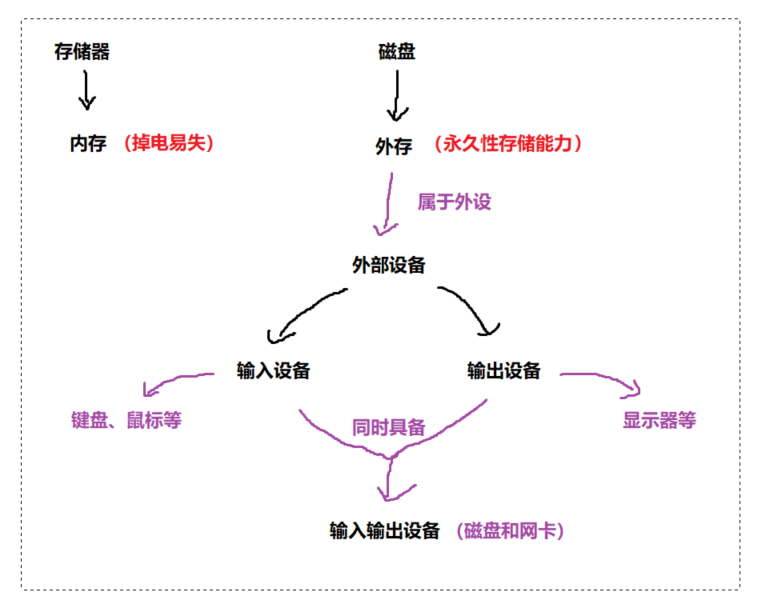 存储器
磁盘
内存 （掉电易失）
外存 （永久性存储能力）
属于外设
外部设备
输入设备
输出设备
键盘、鼠标等
同时具备
显示器等
输入输出设备 （磁盘和网卡）